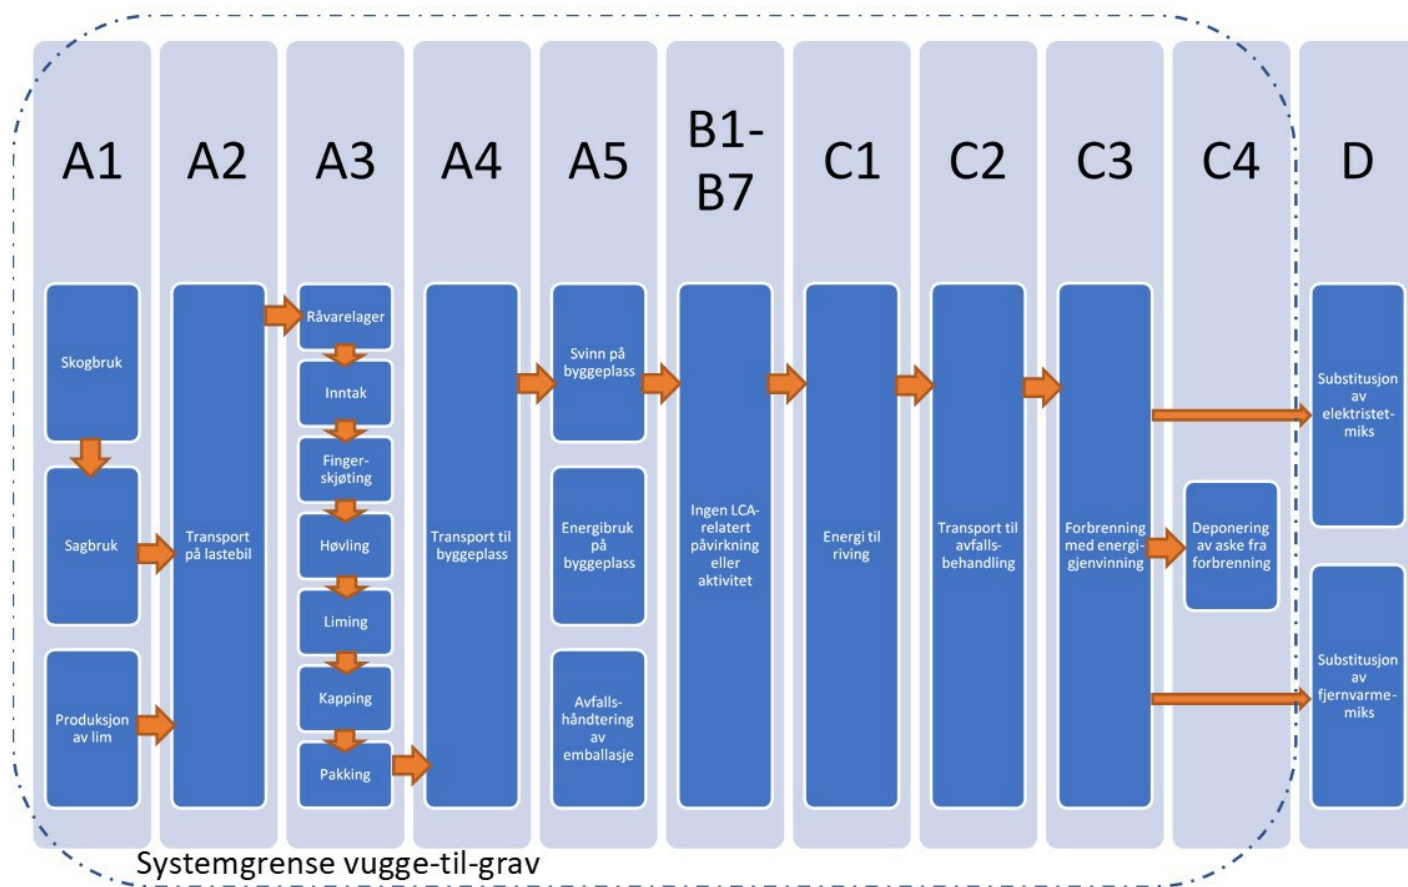 A1
A2
A3
A4
A5
B1-
B7
C1
C2
C3
C4
D
Skogbruk
Sagbruk
Produksjon
av lim
Transport
på lastebil
Råvarelager
Inntak
Finger-
skjøting
Høvling
Liming
Kapping
Pakking
Transport til
byggeplass
Svinn på
byggeplass
Energibruk
på
byggeplass
Avfalls-
håndtering
av
emballasje
Ingen LCA-
relatert
påvirkning
eller
aktivitet
Energi til
riving
Transport til
avfalls-
behandling
Forbrenning
med energi-
gjenvinning
Deponering
av aske fra
forbrenning
Substitusjon
av
elektristet-
miks
Substitusjon
av
fjernvarme-
miks
Systemgrense vugge-til-grav